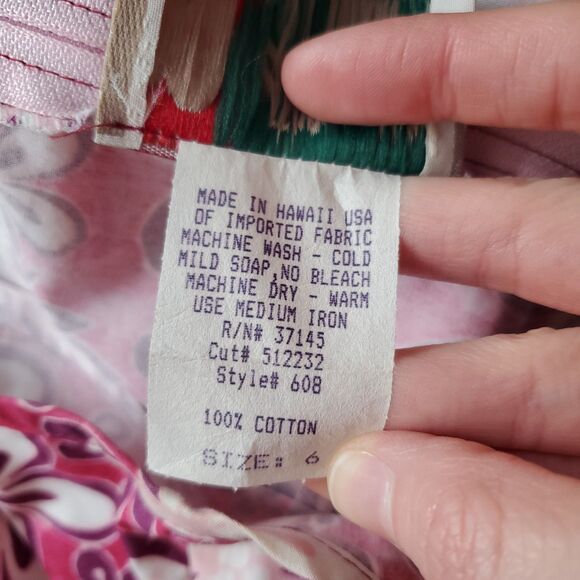 MADE IN HAWAII USA
OF IMPORTED FABRIC
MACHINE WASH - COLD
MILD SOAP, NO BLEACH
MACHINE DRY - WARM
USE MEDIUM IRON
R/N# 37145
Cut# 512232
Style# 608
100% COTTON
SIZE: 6